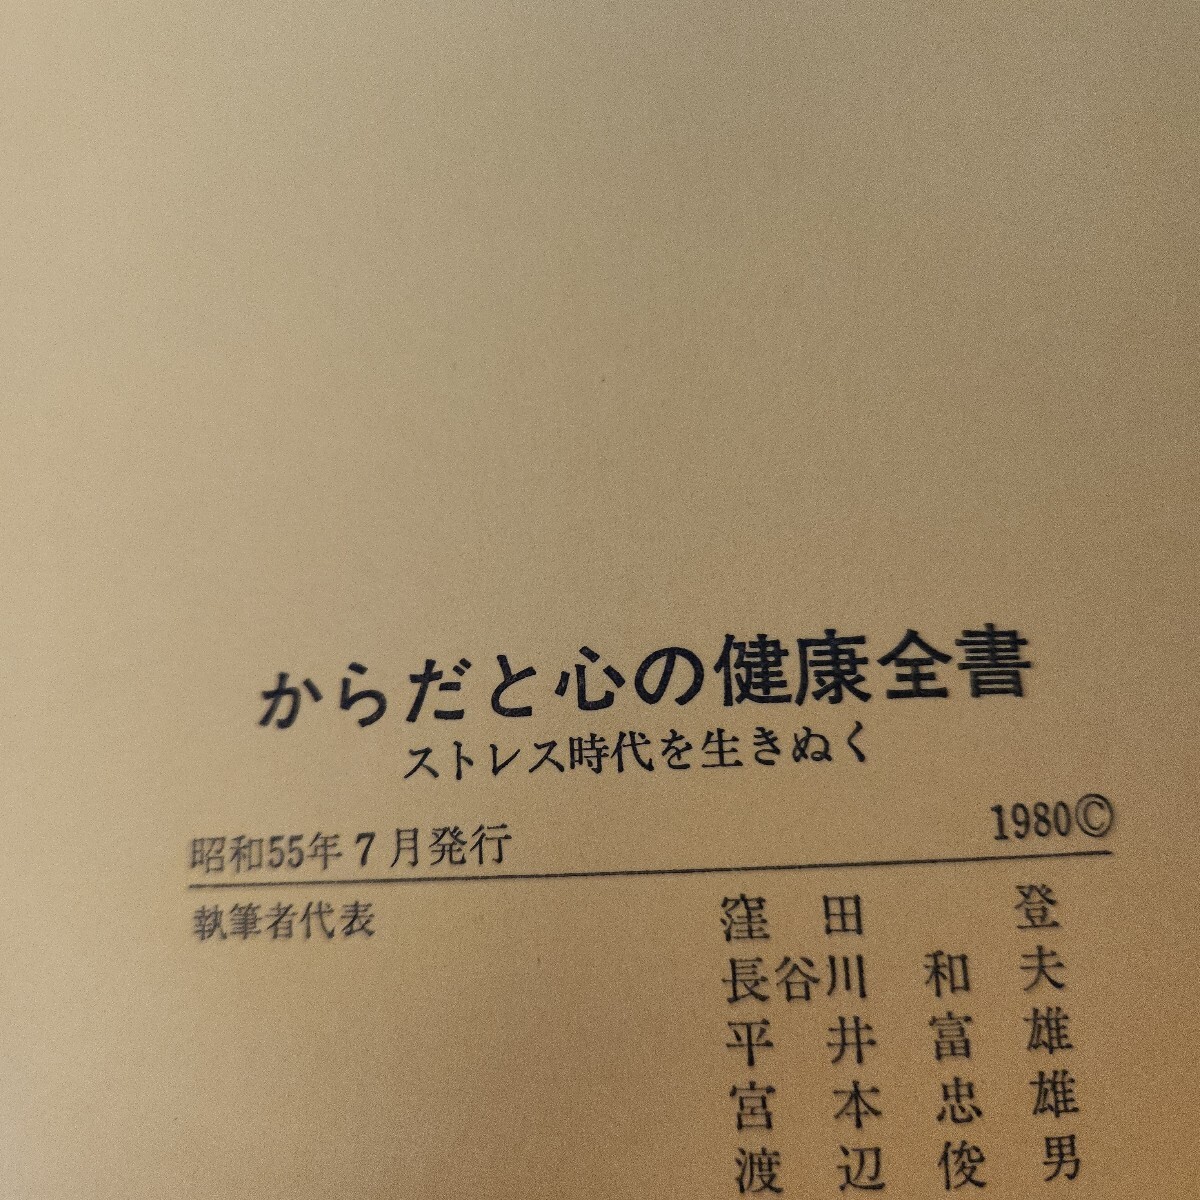 からだと心の健康全書
ストレス時代を生きぬく
昭和55年7月発行 1980©
執筆者代表 窪田 登
長谷川 和夫
平井富雄
宮本忠雄
渡辺俊男